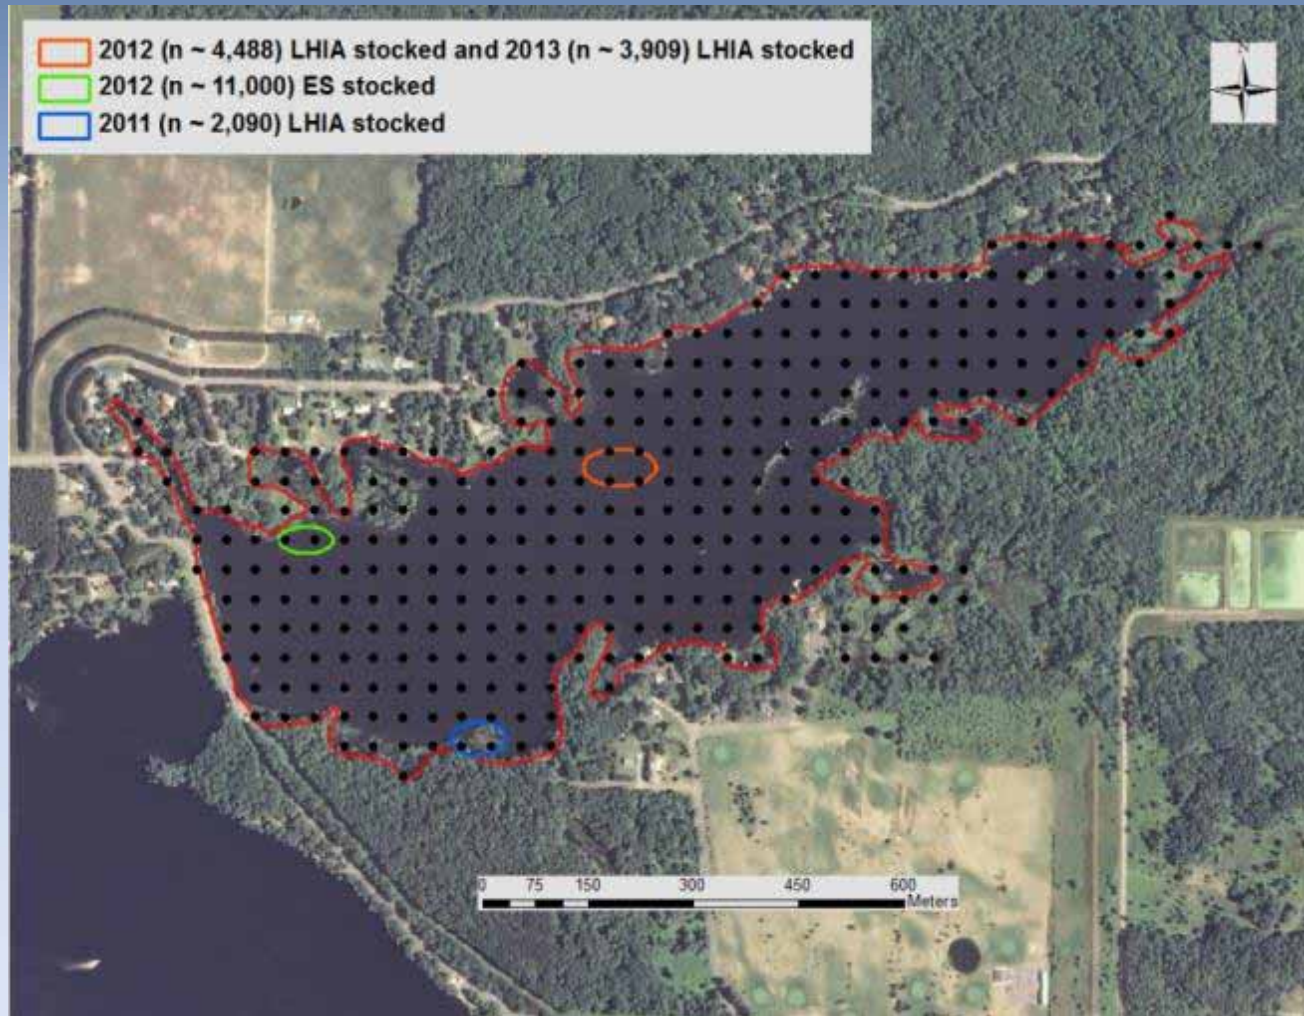 N
2012 (n ~ 4,488) LHIA stocked and 2013 (n ~ 3,909) LHIA stocked
2012 (n ~ 11,000) ES stocked
2011 (n ~ 2,090) LHIA stocked
0 75 150 300 450 600
Meters